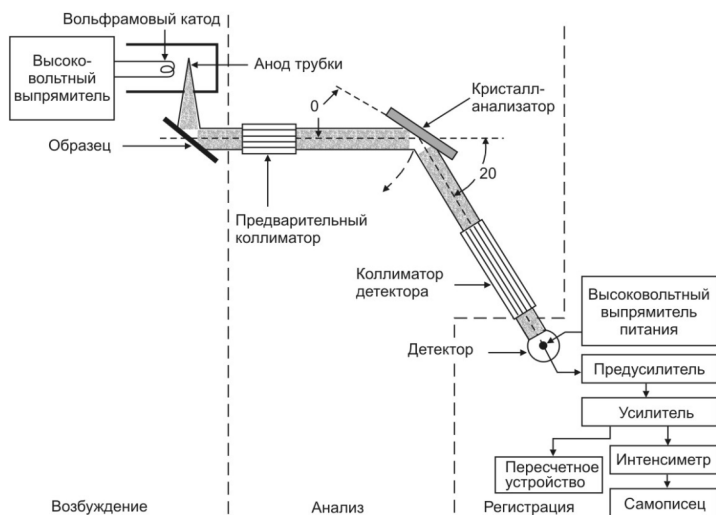 Вольфрамовый катод
Высоко-
вольтный
выпрямитель
Анод трубки
Образец
Предварительный
коллиматор
0
Кристалл-
анализатор
20
Коллиматор
детектора
Детектор
Высоковольтный
выпрямитель
питания
Предусилитель
Усилитель
Пересчетное
устройство
Интенсиметр
Самописец
Возбуждение
Анализ
Регистрация